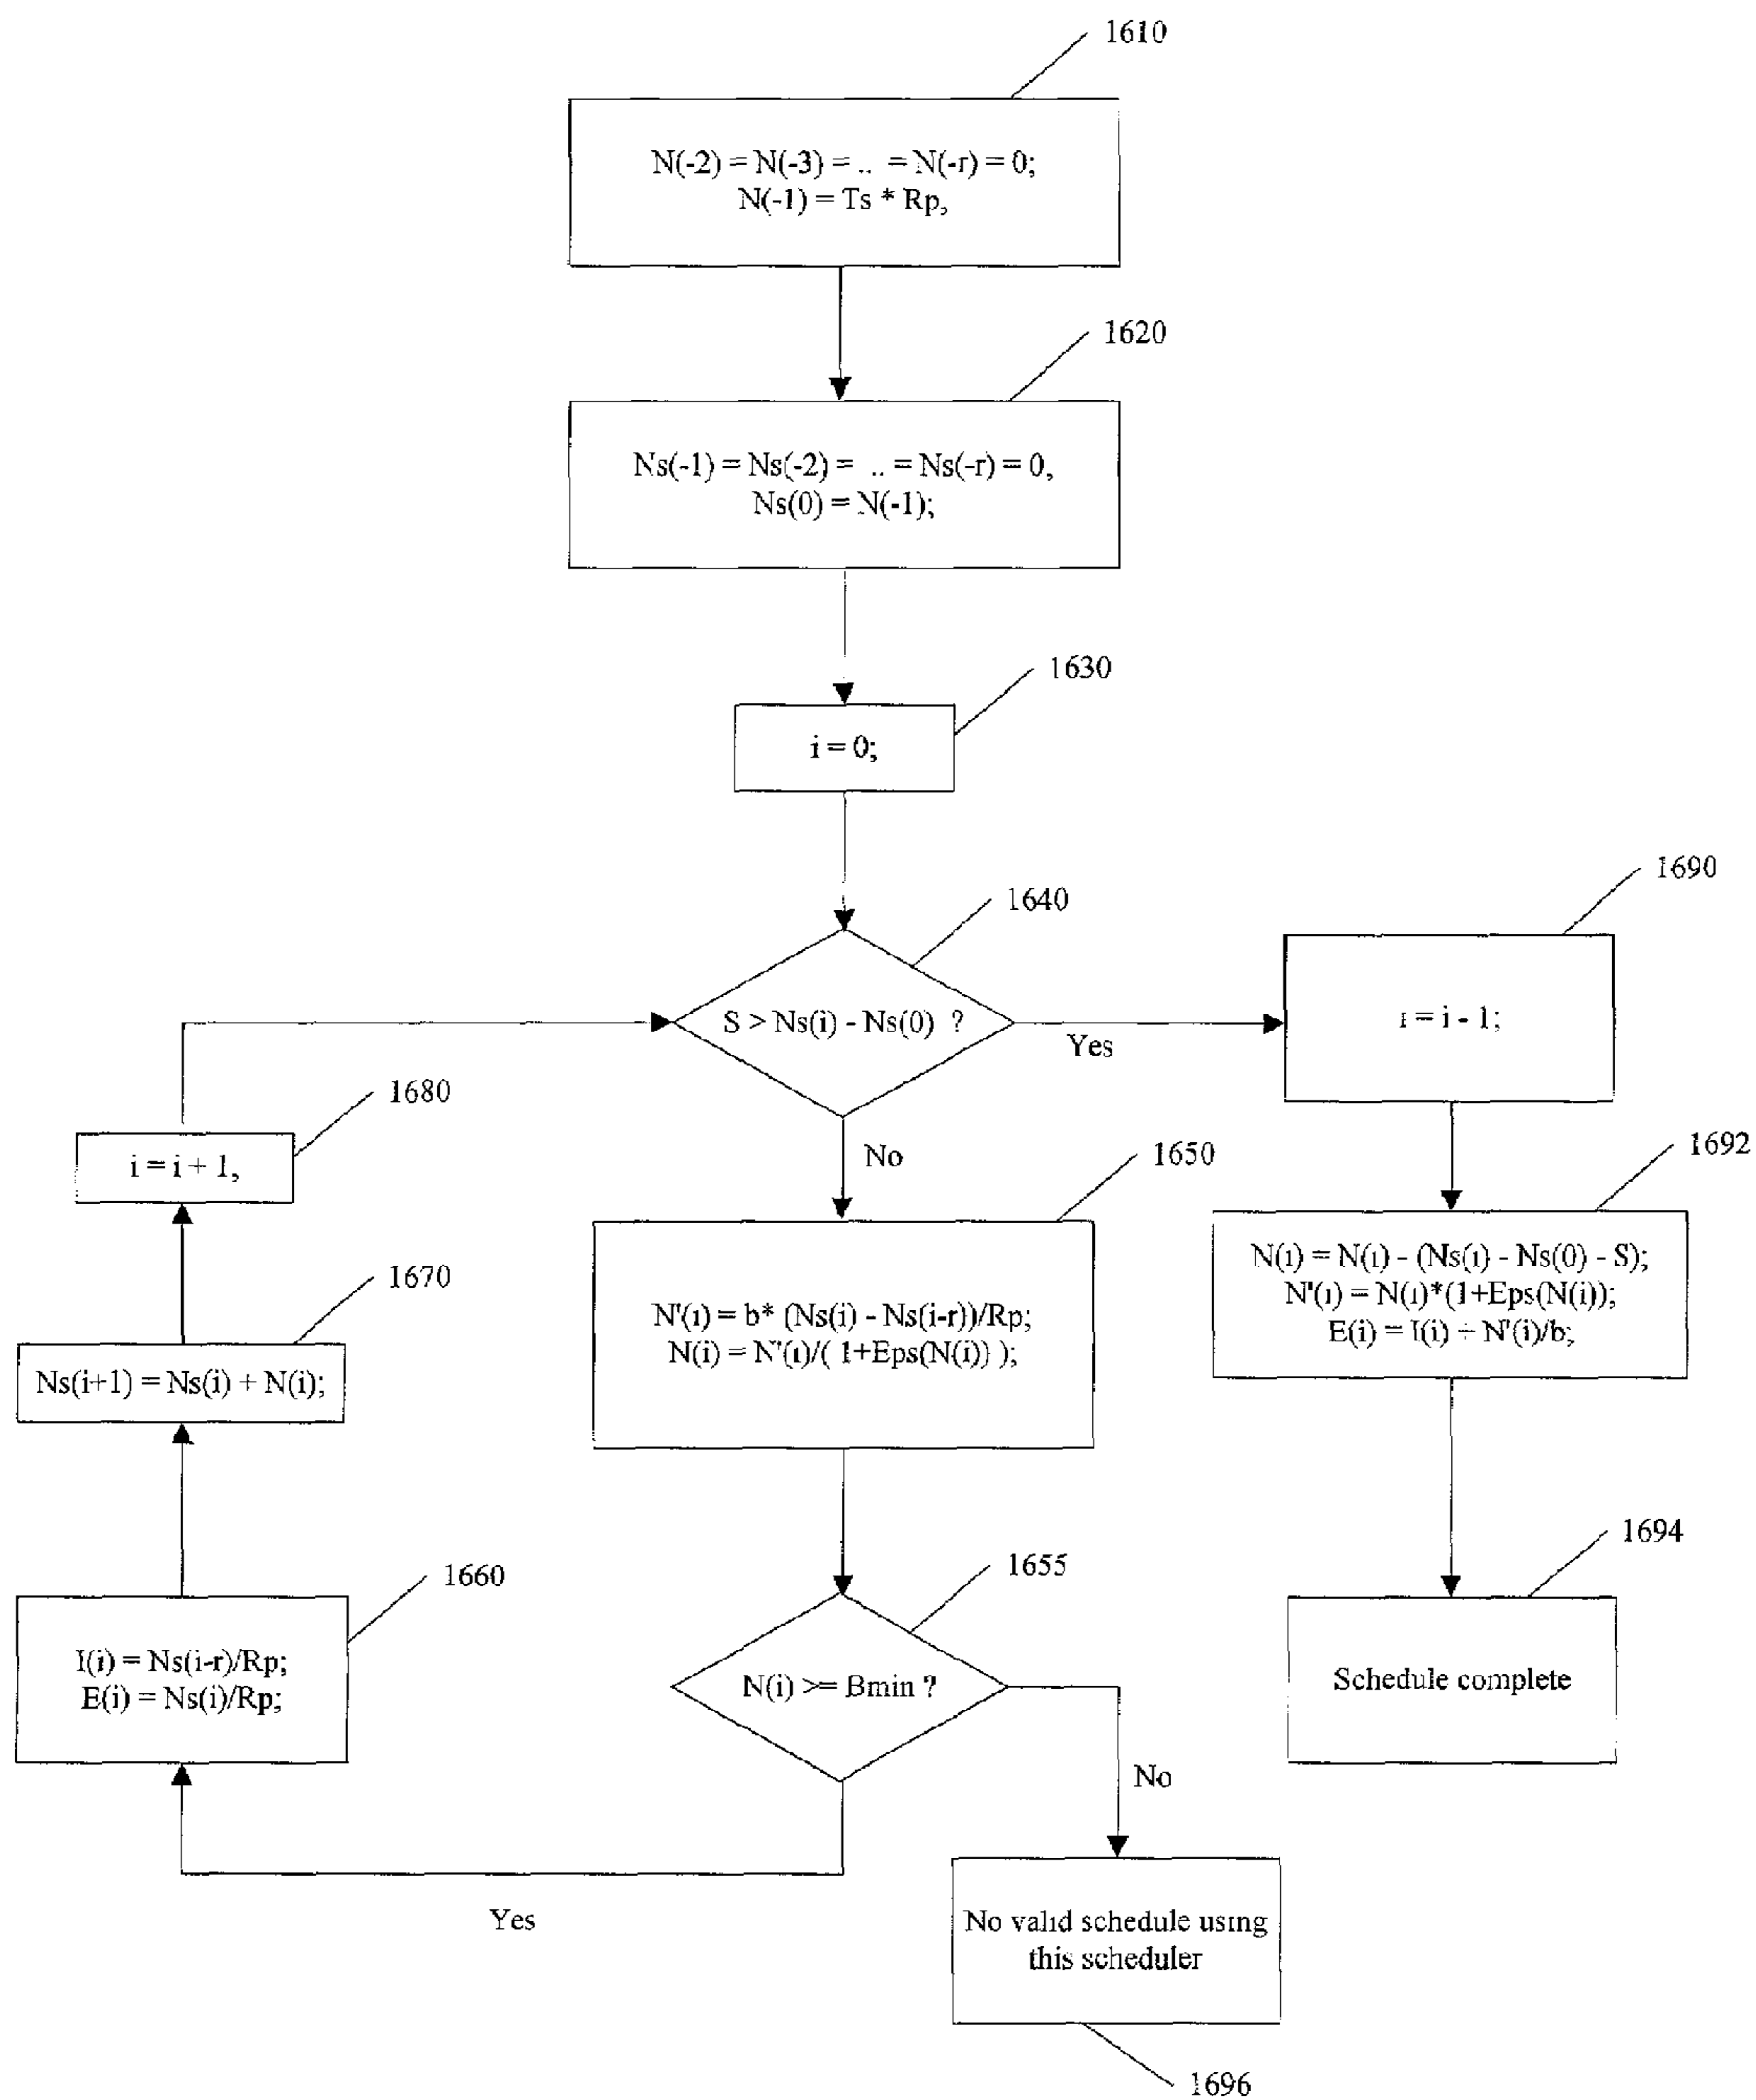 1610
N(-2) = N(-3) = .. = N(-r) = 0;
N(-1) = Ts * Rp,
1620
Ns(-1) = Ns(-2) = .. = Ns(-r) = 0,
Ns(0) = N(-1);
1630
i = 0;
1640
S > Ns(i) - Ns(0) ?
Yes
No
1690
i = i - 1;
1680
i = i + 1,
1692
N(i) = N(i) - (Ns(i) - Ns(0) - S);
N'(i) = N(i)*(1+Eps(N(i));
E(i) = I(i) + N'(i)/b;
1650
N'(i) = b* (Ns(i) - Ns(i-r))/Rp;
N(i) = N'(i)/( 1+Eps(N(i)) );
1670
Ns(i+1) = Ns(i) + N(i);
1694
Schedule complete
1655
N(i) >= Bmin ?
1660
I(i) = Ns(i-r)/Rp;
E(i) = Ns(i)/Rp;
No
Yes
No valid schedule using
this scheduler
1696